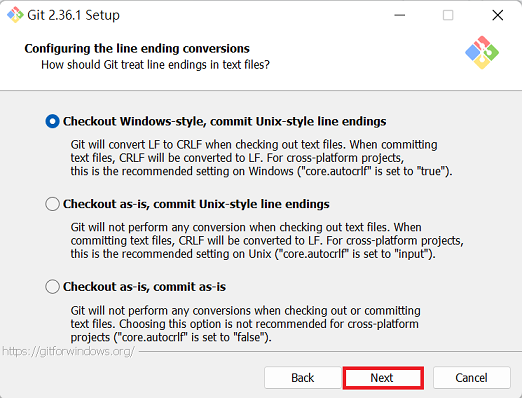 Git 2.36.1 Setup
Configuring the line ending conversions
How should Git treat line endings in text files?
Checkout Windows-style, commit Unix-style line endings
Git will convert LF to CRLF when checking out text files. When committing
text files, CRLF will be converted to LF. For cross-platform projects,
this is the recommended setting on Windows ("core.autocrlf" is set to "true").
Checkout as-is, commit Unix-style line endings
Git will not perform any conversion when checking out text files. When
committing text files, CRLF will be converted to LF. For cross-platform projects,
this is the recommended setting on Unix ("core.autocrlf" is set to "input").
Checkout as-is, commit as-is
Git will not perform any conversions when checking out or committing
text files. Choosing this option is not recommended for cross-platform
projects ("core.autocrlf" is set to "false").
https://gitforwindows.org/
Back Next Cancel